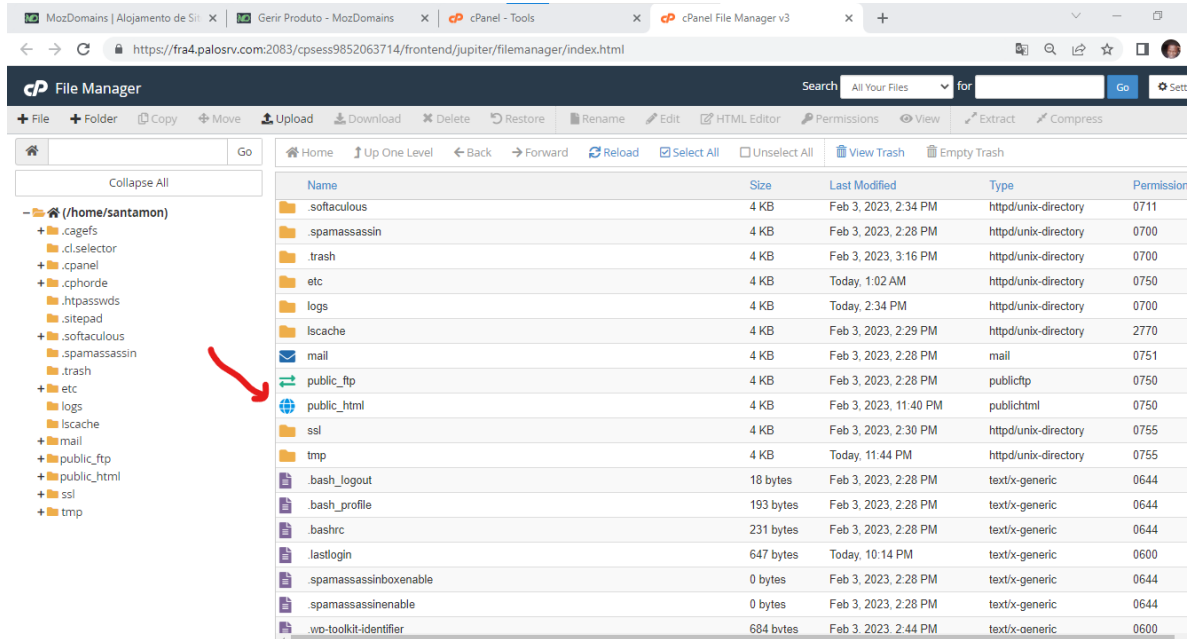 MozDomains | Alojamento de Sit
Gerir Produto - MozDomains
cPanel - Tools
cPanel File Manager v3
https://fra4.palosrv.com:2083/cpsess9852063714/frontend/jupiter/filemanager/index.html
cP File Manager
Search All Your Files for Go Sett
+ File + Folder Copy Move Upload Download Delete Restore Rename Edit HTML Editor Permissions View Extract Compress
Go
Home Up One Level Back Forward Reload Select All Unselect All View Trash Empty Trash
Collapse All
(/home/santamon)
.cagefs
.cl.selector
.cpanel
.cphorde
.htpasswds
.sitepad
.softaculous
.spamassassin
.trash
etc
logs
lscache
mail
public_ftp
public_html
ssl
tmp
Name Size Last Modified Type Permission
.softaculous 4 KB Feb 3, 2023, 2:34 PM httpd/unix-directory 0711
.spamassassin 4 KB Feb 3, 2023, 2:28 PM httpd/unix-directory 0700
.trash 4 KB Feb 3, 2023, 3:16 PM httpd/unix-directory 0700
etc 4 KB Today, 1:02 AM httpd/unix-directory 0750
logs 4 KB Today, 2:34 PM httpd/unix-directory 0700
lscache 4 KB Feb 3, 2023, 2:29 PM httpd/unix-directory 2770
mail 4 KB Feb 3, 2023, 2:28 PM mail 0751
public_ftp 4 KB Feb 3, 2023, 2:28 PM publicftp 0750
public_html 4 KB Feb 3, 2023, 11:40 PM publichtml 0750
ssl 4 KB Feb 3, 2023, 2:30 PM httpd/unix-directory 0755
tmp 4 KB Today, 11:44 PM httpd/unix-directory 0755
.bash_logout 18 bytes Feb 3, 2023, 2:28 PM text/x-generic 0644
.bash_profile 193 bytes Feb 3, 2023, 2:28 PM text/x-generic 0644
.bashrc 231 bytes Feb 3, 2023, 2:28 PM text/x-generic 0644
.lastlogin 647 bytes Today, 10:14 PM text/x-generic 0600
.spamassassinboxenable 0 bytes Feb 3, 2023, 2:28 PM text/x-generic 0644
.spamassassinenable 0 bytes Feb 3, 2023, 2:28 PM text/x-generic 0644
.wp-toolkit-identifier 684 bytes Feb 3, 2023, 2:44 PM text/x-generic 0600